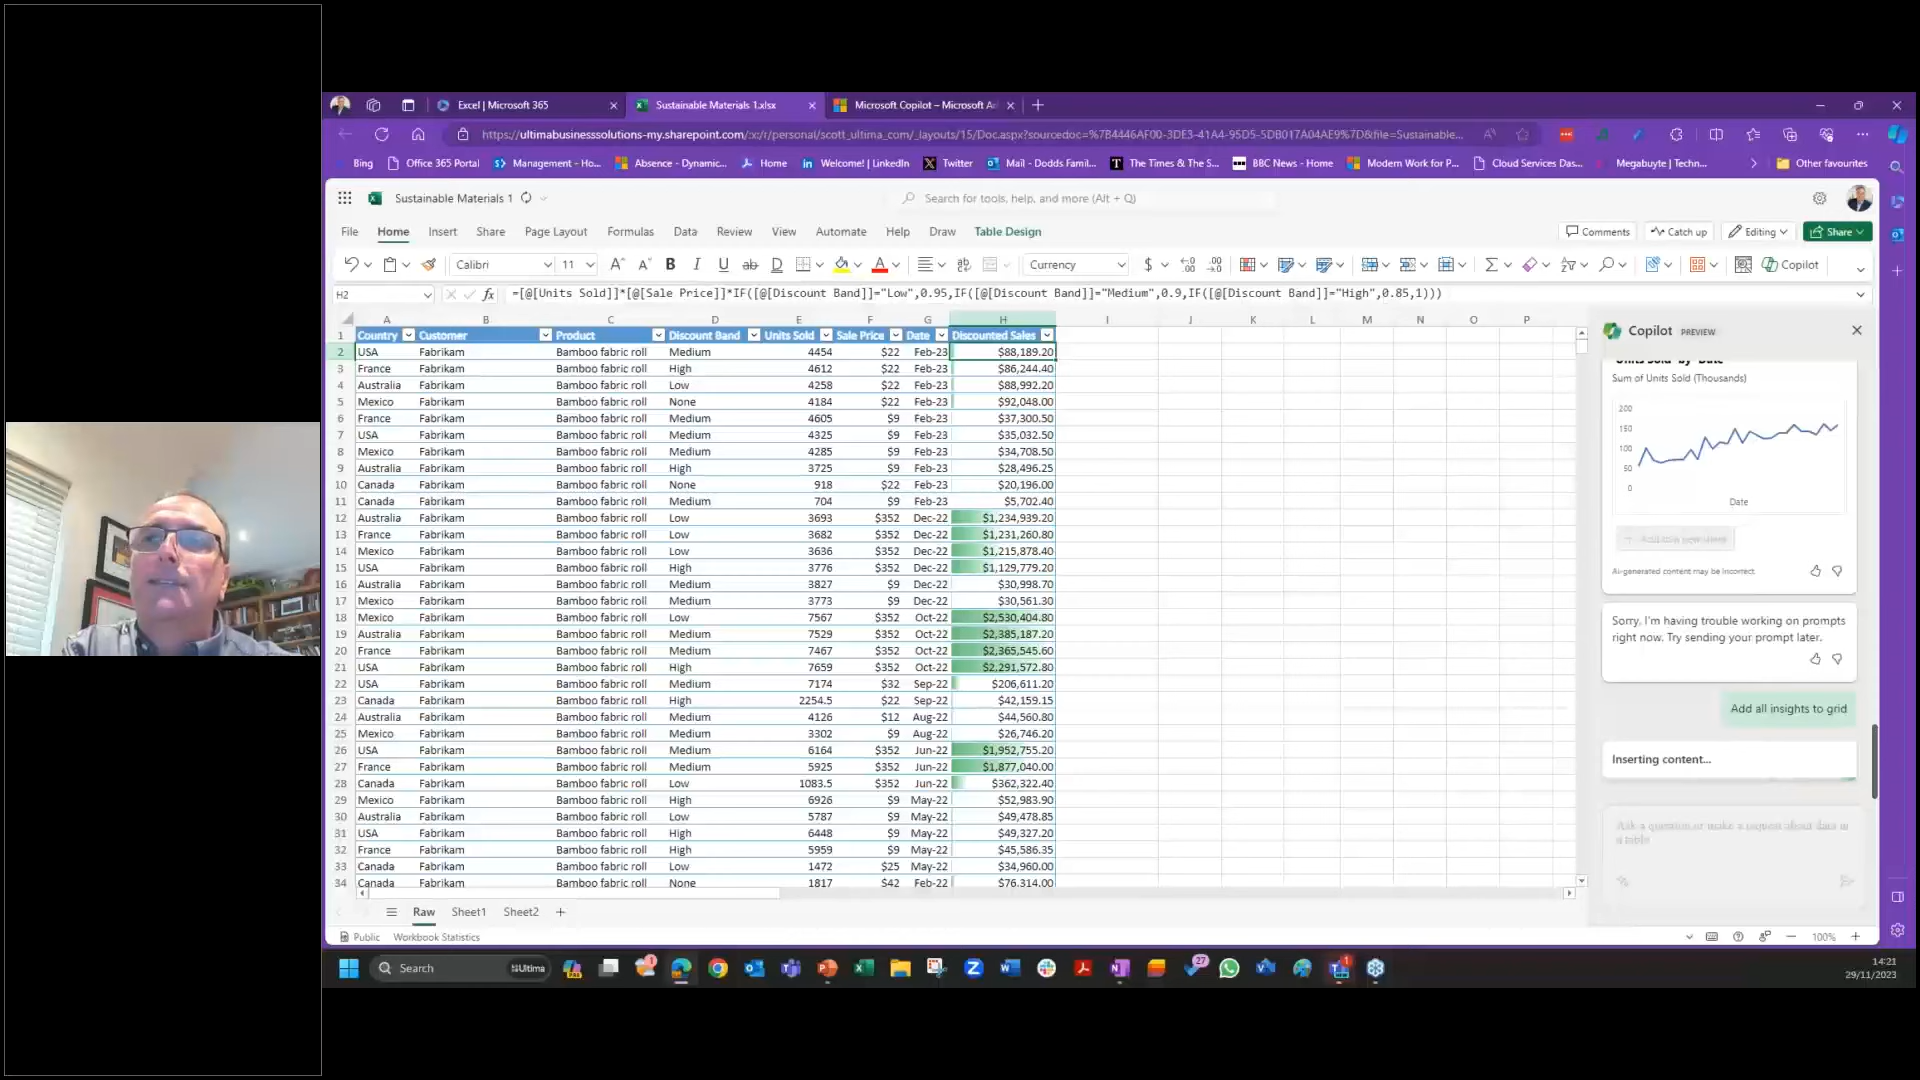 Excel | Microsoft 365
Sustainable Materials 1.xlsx
Microsoft Copilot – Microsoft A
https://ultimabusinesssolutions-my.sharepoint.com/:x:/r/personal/scott_ultima_com/_layouts/15/Doc.aspx?sourcedoc=%7B4446AF00-3DE3-41A4-95D5-5DB017A04AE9%7D&file=Sustainable...
Bing
Office 365 Portal
Management - Ho...
Absence - Dynamic...
Home
Welcome! | LinkedIn
Twitter
Mail - Dodds Famil...
The Times & The S...
BBC News - Home
Modern Work for P...
Cloud Services Das...
Megabuyte | Techn...
Other favourites
Sustainable Materials 1
Search for tools, help, and more (Alt + Q)
File Home Insert Share Page Layout Formulas Data Review View Automate Help Draw Table Design
Comments Catch up Editing Share
Calibri 11 Currency Copilot
H2 =[@[Units Sold]]*[@[Sale Price]]*IF([@[Discount Band]]="Low",0.95,IF([@[Discount Band]]="Medium",0.9,IF([@[Discount Band]]="High",0.85,1)))
A B C D E F G H I J K L M N O P
1 Country Customer Product Discount Band Units Sold Sale Price Date Discounted Sales
2 USA Fabrikam Bamboo fabric roll Medium 4454 $22 Feb-23 $88,189.20
3 France Fabrikam Bamboo fabric roll High 4612 $22 Feb-23 $86,244.40
4 Australia Fabrikam Bamboo fabric roll Low 4258 $22 Feb-23 $88,992.20
5 Mexico Fabrikam Bamboo fabric roll None 4184 $22 Feb-23 $92,048.00
6 France Fabrikam Bamboo fabric roll Medium 4605 $9 Feb-23 $37,300.50
7 USA Fabrikam Bamboo fabric roll Medium 4325 $9 Feb-23 $35,032.50
8 Mexico Fabrikam Bamboo fabric roll Medium 4285 $9 Feb-23 $34,708.50
9 Australia Fabrikam Bamboo fabric roll High 3725 $9 Feb-23 $28,496.25
10 Canada Fabrikam Bamboo fabric roll None 918 $22 Feb-23 $20,196.00
11 Canada Fabrikam Bamboo fabric roll Medium 704 $9 Feb-23 $5,702.40
12 Australia Fabrikam Bamboo fabric roll Low 3693 $352 Dec-22 $1,234,939.20
13 France Fabrikam Bamboo fabric roll Low 3682 $352 Dec-22 $1,231,260.80
14 Mexico Fabrikam Bamboo fabric roll Low 3636 $352 Dec-22 $1,215,878.40
15 USA Fabrikam Bamboo fabric roll High 3776 $352 Dec-22 $1,129,779.20
16 Australia Fabrikam Bamboo fabric roll Medium 3827 $9 Dec-22 $30,998.70
17 Mexico Fabrikam Bamboo fabric roll Medium 3773 $9 Dec-22 $30,561.30
18 Mexico Fabrikam Bamboo fabric roll Low 7567 $352 Oct-22 $2,530,404.80
19 Australia Fabrikam Bamboo fabric roll Medium 7529 $352 Oct-22 $2,385,187.20
20 France Fabrikam Bamboo fabric roll Medium 7467 $352 Oct-22 $2,365,545.60
21 USA Fabrikam Bamboo fabric roll High 7659 $352 Oct-22 $2,291,572.80
22 USA Fabrikam Bamboo fabric roll Medium 7174 $32 Sep-22 $206,611.20
23 Canada Fabrikam Bamboo fabric roll High 2254.5 $22 Sep-22 $42,159.15
24 Australia Fabrikam Bamboo fabric roll Medium 4126 $12 Aug-22 $44,560.80
25 Mexico Fabrikam Bamboo fabric roll Medium 3302 $9 Aug-22 $26,746.20
26 USA Fabrikam Bamboo fabric roll Medium 6164 $352 Jun-22 $1,952,755.20
27 France Fabrikam Bamboo fabric roll Medium 5925 $352 Jun-22 $1,877,040.00
28 Canada Fabrikam Bamboo fabric roll Low 1083.5 $352 Jun-22 $362,322.40
29 Mexico Fabrikam Bamboo fabric roll High 6926 $9 May-22 $52,983.90
30 Australia Fabrikam Bamboo fabric roll Low 5787 $9 May-22 $49,478.85
31 USA Fabrikam Bamboo fabric roll High 6448 $9 May-22 $49,327.20
32 France Fabrikam Bamboo fabric roll High 5959 $9 May-22 $45,586.35
33 Canada Fabrikam Bamboo fabric roll Low 1472 $25 May-22 $34,960.00
34 Canada Fabrikam Bamboo fabric roll None 1817 $42 Feb-22 $76,314.00
Copilot PREVIEW
'Units Sold' by 'Date'
Sum of Units Sold (Thousands)
200
150
100
50
0
Date
AI-generated content may be incorrect
Sorry, I'm having trouble working on prompts
right now. Try sending your prompt later.
Add all insights to grid
Inserting content...
Ask a question or make a request about data in
a table
Raw Sheet1 Sheet2
Public Workbook Statistics
100%
Search Ultima
1
27
1
14:21
29/11/2023